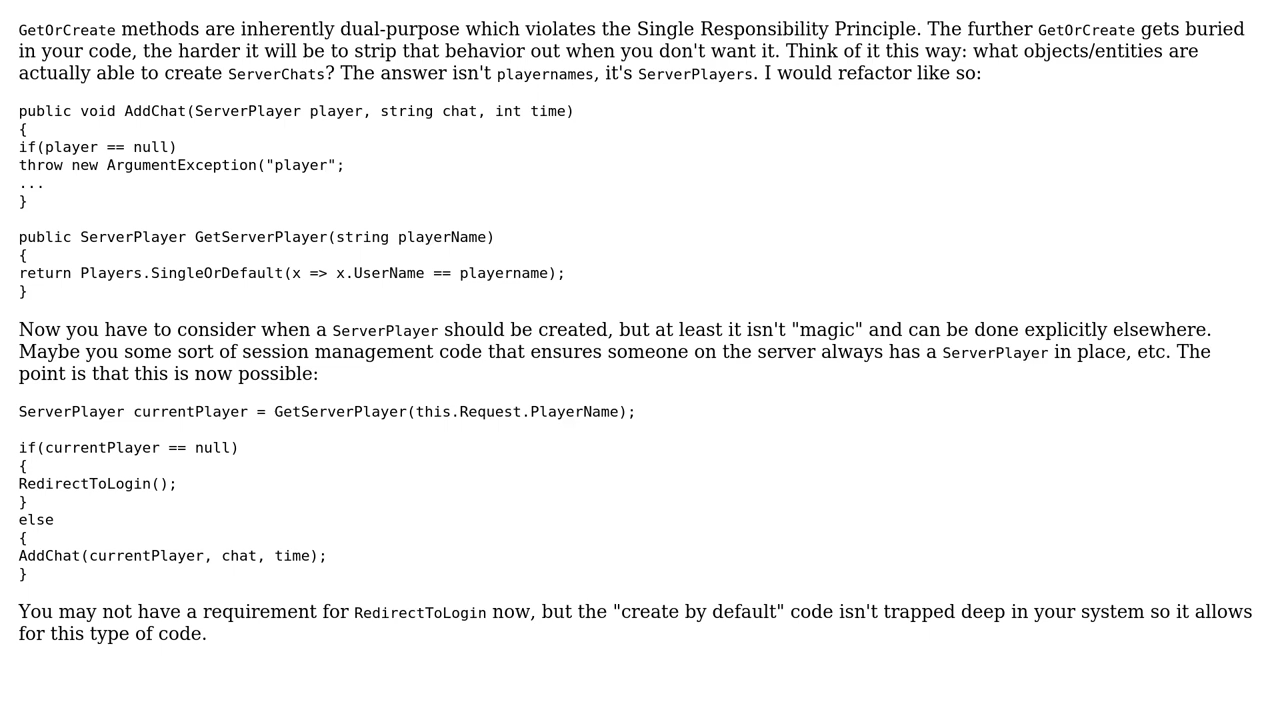 GetOrCreate methods are inherently dual-purpose which violates the Single Responsibility Principle. The further GetOrCreate gets buried
in your code, the harder it will be to strip that behavior out when you don't want it. Think of it this way: what objects/entities are
actually able to create ServerChats? The answer isn't playernames, it's ServerPlayers. I would refactor like so:
public void AddChat(ServerPlayer player, string chat, int time)
{
if(player == null)
throw new ArgumentException("player";
...
}
public ServerPlayer GetServerPlayer(string playerName)
{
return Players.SingleOrDefault(x => x.UserName == playername);
}
Now you have to consider when a ServerPlayer should be created, but at least it isn't "magic" and can be done explicitly elsewhere.
Maybe you some sort of session management code that ensures someone on the server always has a ServerPlayer in place, etc. The
point is that this is now possible:
ServerPlayer currentPlayer = GetServerPlayer(this.Request.PlayerName);
if(currentPlayer == null)
{
RedirectToLogin();
}
else
{
AddChat(currentPlayer, chat, time);
}
You may not have a requirement for RedirectToLogin now, but the "create by default" code isn't trapped deep in your system so it allows
for this type of code.